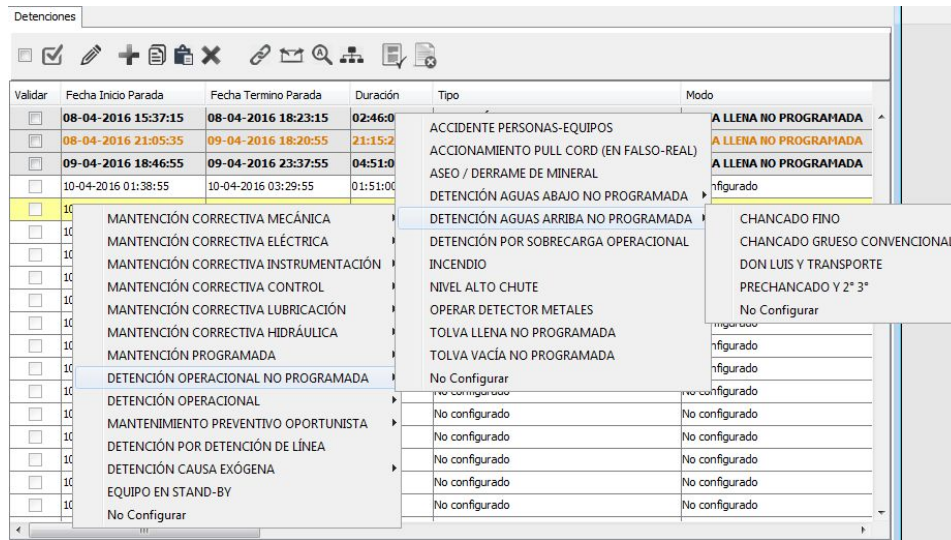 Detenciones
Validar Fecha Inicio Parada Fecha Termino Parada Duración Tipo Modo
08-04-2016 15:37:15 08-04-2016 18:23:15 02:46:0 A LLENA NO PROGRAMADA
08-04-2016 21:05:35 09-04-2016 18:20:55 21:15:2 A LLENA NO PROGRAMADA
09-04-2016 18:46:55 09-04-2016 23:37:55 04:51:0 A LLENA NO PROGRAMADA
10-04-2016 01:38:55 10-04-2016 03:29:55 01:51:00 nfigurado
MANTENCIÓN CORRECTIVA MECÁNICA
MANTENCIÓN CORRECTIVA ELÉCTRICA
MANTENCIÓN CORRECTIVA INSTRUMENTACIÓN
MANTENCIÓN CORRECTIVA CONTROL
MANTENCIÓN CORRECTIVA LUBRICACIÓN
MANTENCIÓN CORRECTIVA HIDRÁULICA
MANTENCIÓN PROGRAMADA
DETENCIÓN OPERACIONAL NO PROGRAMADA
DETENCIÓN OPERACIONAL
MANTENIMIENTO PREVENTIVO OPORTUNISTA
DETENCIÓN POR DETENCIÓN DE LÍNEA
DETENCIÓN CAUSA EXÓGENA
EQUIPO EN STAND-BY
No Configurar
ACCIDENTE PERSONAS-EQUIPOS
ACCIONAMIENTO PULL CORD (EN FALSO-REAL)
ASEO / DERRAME DE MINERAL
DETENCIÓN AGUAS ABAJO NO PROGRAMADA
DETENCIÓN AGUAS ARRIBA NO PROGRAMADA
DETENCIÓN POR SOBRECARGA OPERACIONAL
INCENDIO
NIVEL ALTO CHUTE
OPERAR DETECTOR METALES
TOLVA LLENA NO PROGRAMADA
TOLVA VACÍA NO PROGRAMADA
No Configurar
CHANCADO FINO
CHANCADO GRUESO CONVENCIONAL
DON LUIS Y TRANSPORTE
PRECHANCADO Y 2° 3°
No Configurar
nfigurado
nfigurado
No configurado No configurado
No configurado No configurado
No configurado No configurado
No configurado No configurado
No configurado No configurado